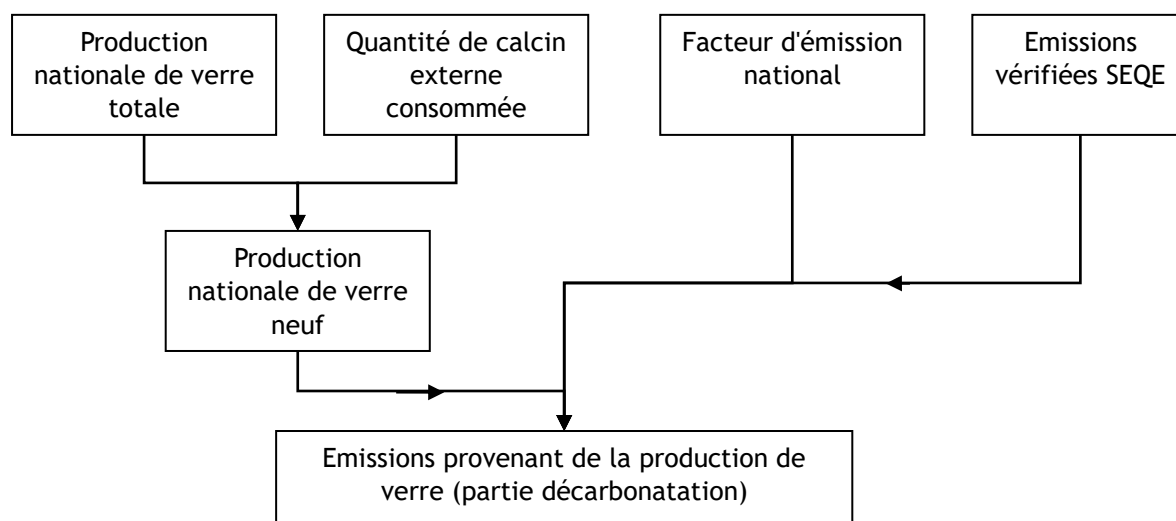 Production
nationale de verre
totale
Quantité de calcin
externe
consommée
Facteur d'émission
national
Emissions
vérifiées SEQE
Production
nationale de verre
neuf
Emissions provenant de la production de
verre (partie décarbonatation)